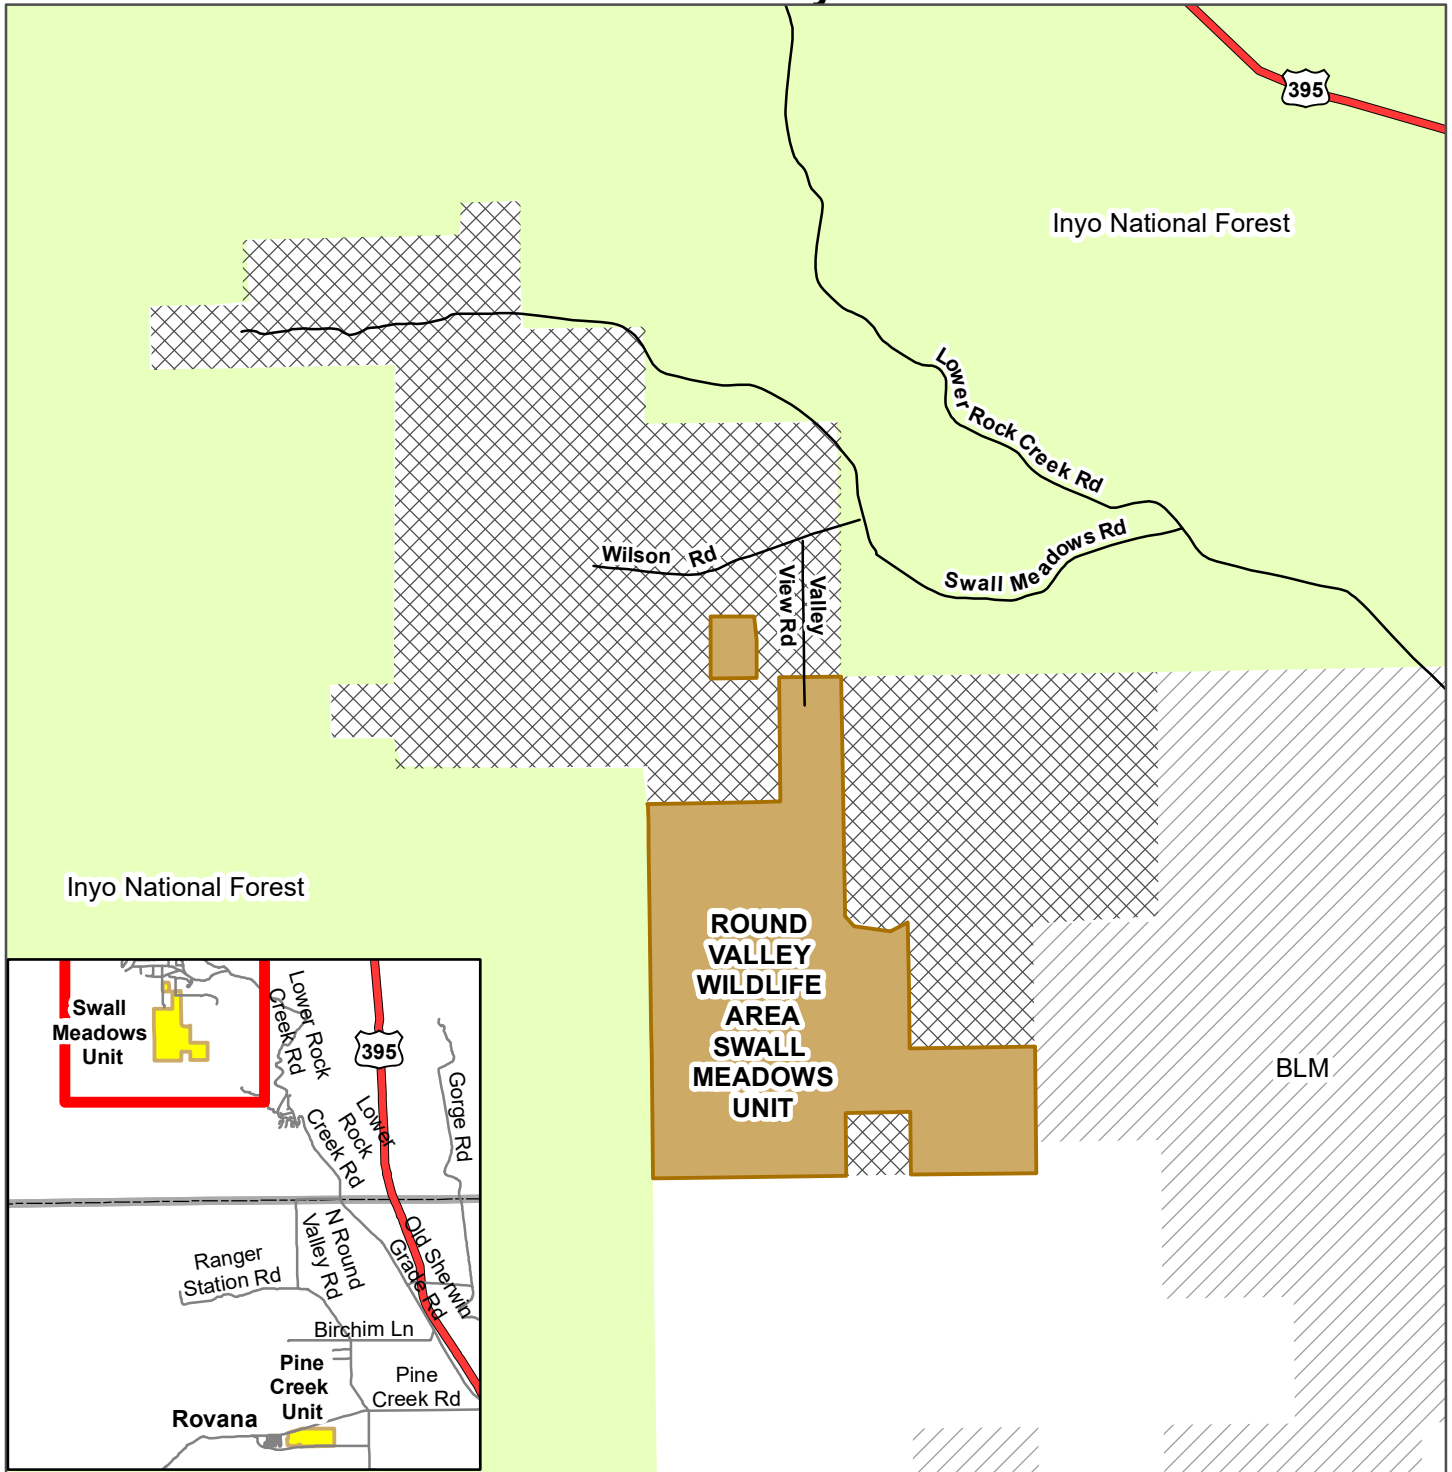 395
Inyo National Forest
Lower Rock Creek Rd
Swall Meadows Rd
Wilson Rd
Valley
View Rd
Inyo National Forest
ROUND
VALLEY
WILDLIFE
AREA
SWALL
MEADOWS
UNIT
BLM
Swall
Meadows
Unit
Lower Rock
Creek Rd
395
Gorge Rd
Lower
Rock
Creek Rd
N Round
Valley Rd
Old Sherwin
Grade Rd
Ranger
Station Rd
Birchim Ln
Pine
Creek
Unit
Pine
Creek Rd
Rovana